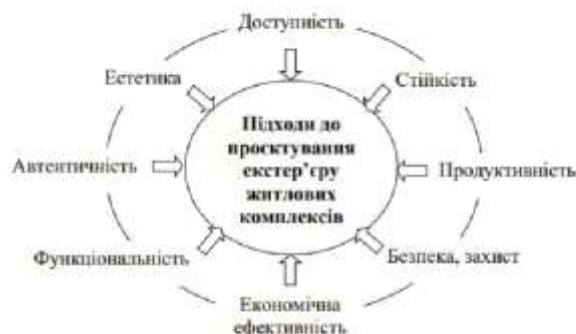 Доступність
Естетика
Стійкість
Підходи до
проєктування
екстер’єру
житлових
комплексів
Автентичність
Продуктивність
Функціональність
Безпека, захист
Економічна
ефективність